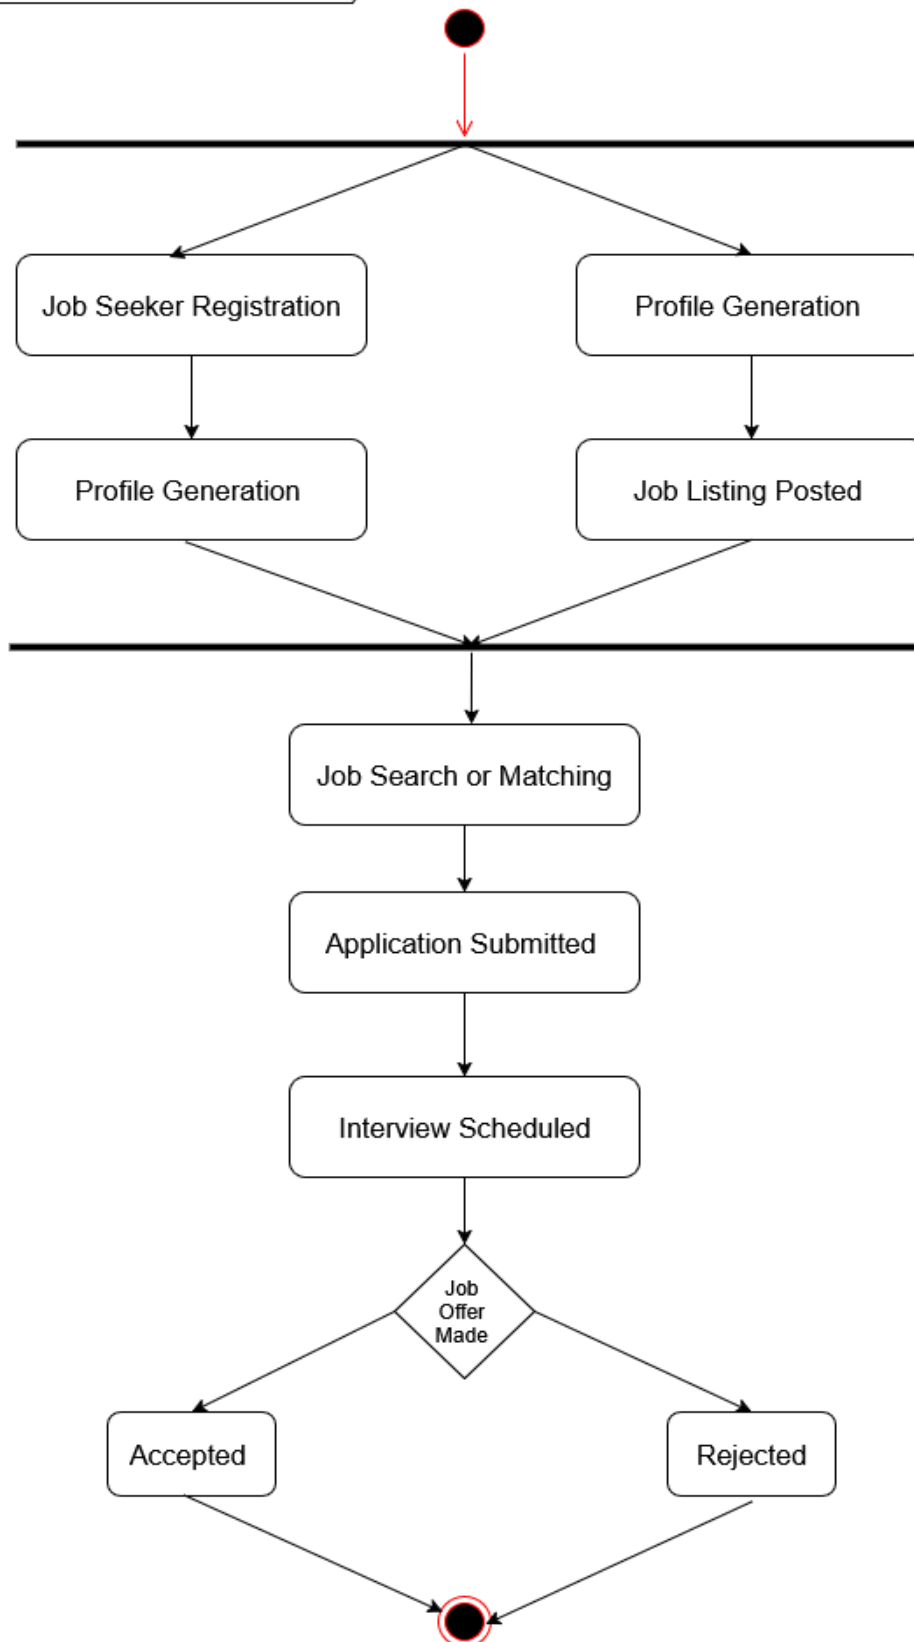 Job Seeker Registration
Profile Generation
Profile Generation
Job Listing Posted
Job Search or Matching
Application Submitted
Interview Scheduled
Job
Offer
Made
Accepted
Rejected